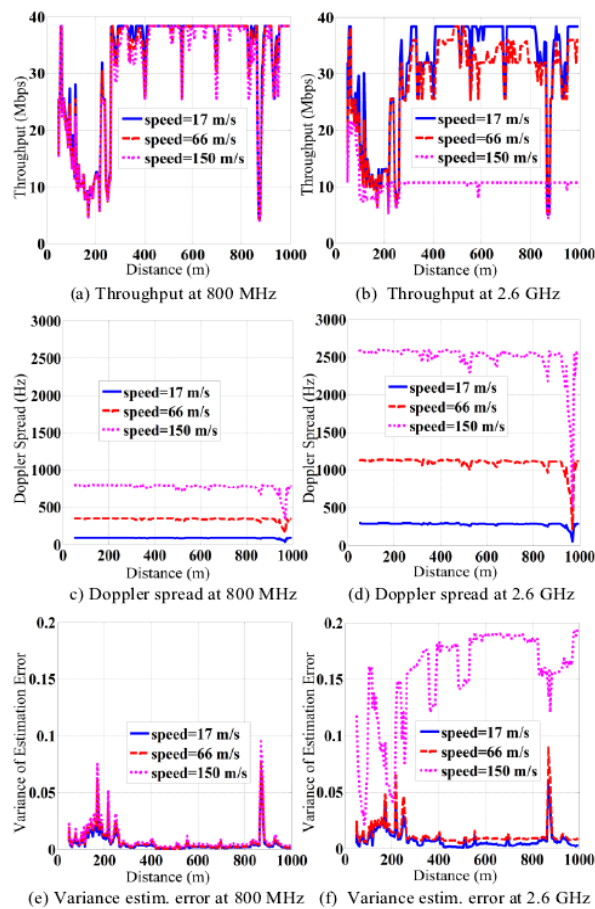 40
30
20
10
0
Throughput (Mbps)
speed=17 m/s
speed=66 m/s
speed=150 m/s
0 200 400 600 800 1000
Distance (m)
(a) Throughput at 800 MHz
40
30
20
10
0
Throughput (Mbps)
speed=17 m/s
speed=66 m/s
speed=150 m/s
0 200 400 600 800 1000
Distance (m)
(b) Throughput at 2.6 GHz
3000
2500
2000
1500
1000
500
0
Doppler Spread (Hz)
speed=17 m/s
speed=66 m/s
speed=150 m/s
0 200 400 600 800 1000
Distance (m)
c) Doppler spread at 800 MHz
3000
2500
2000
1500
1000
500
0
Doppler Spread (Hz)
speed=17 m/s
speed=66 m/s
speed=150 m/s
0 200 400 600 800 1000
Distance (m)
(d) Doppler spread at 2.6 GHz
0.2
0.15
0.1
0.05
0
Variance of Estimation Error
speed=17 m/s
speed=66 m/s
speed=150 m/s
0 200 400 600 800 1000
Distance (m)
(e) Variance estim. error at 800 MHz
0.2
0.15
0.1
0.05
0
Variance of Estimation Error
speed=17 m/s
speed=66 m/s
speed=150 m/s
0 200 400 600 800 1000
Distance (m)
(f) Variance estim. error at 2.6 GHz